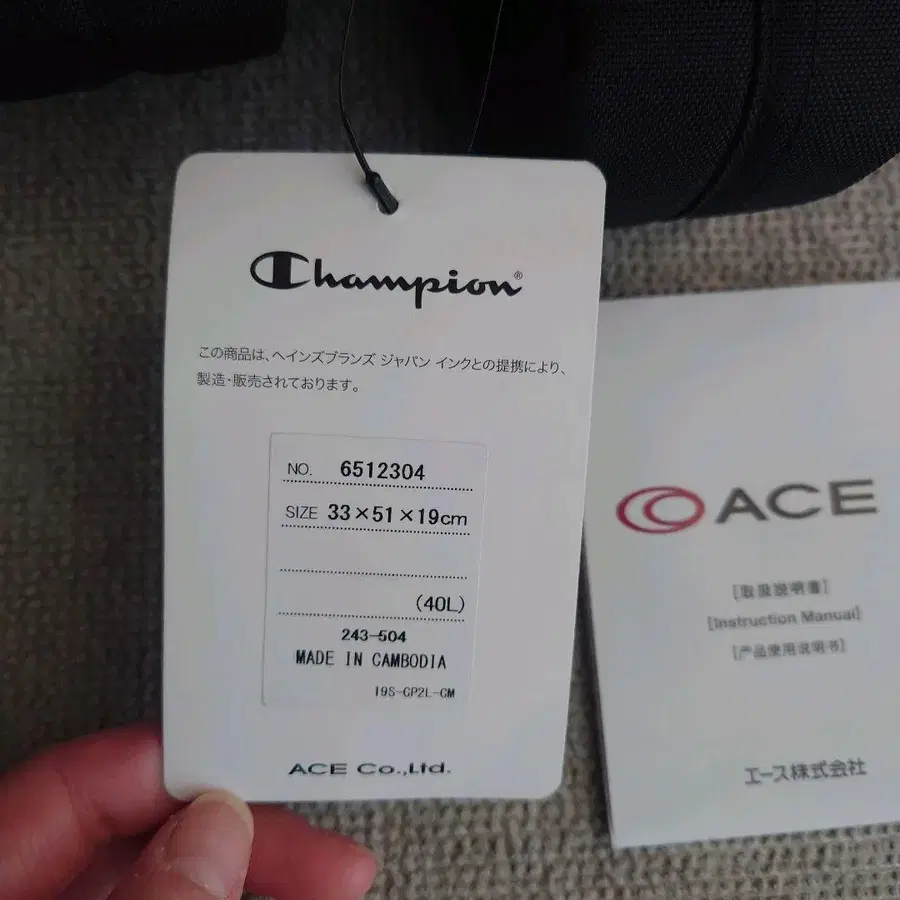 Champion®
この商品は、ヘインズブランズ ジャパン インクとの提携により、
製造・販売されております。
NO. 6512304
SIZE 33×51×19cm
(40L)
243-504
MADE IN CAMBODIA
19S-CP2L-CM
ACE Co.,Ltd.
ACE
[取扱説明書]
[Instruction Manual]
[产品使用说明书]
エース株式会社